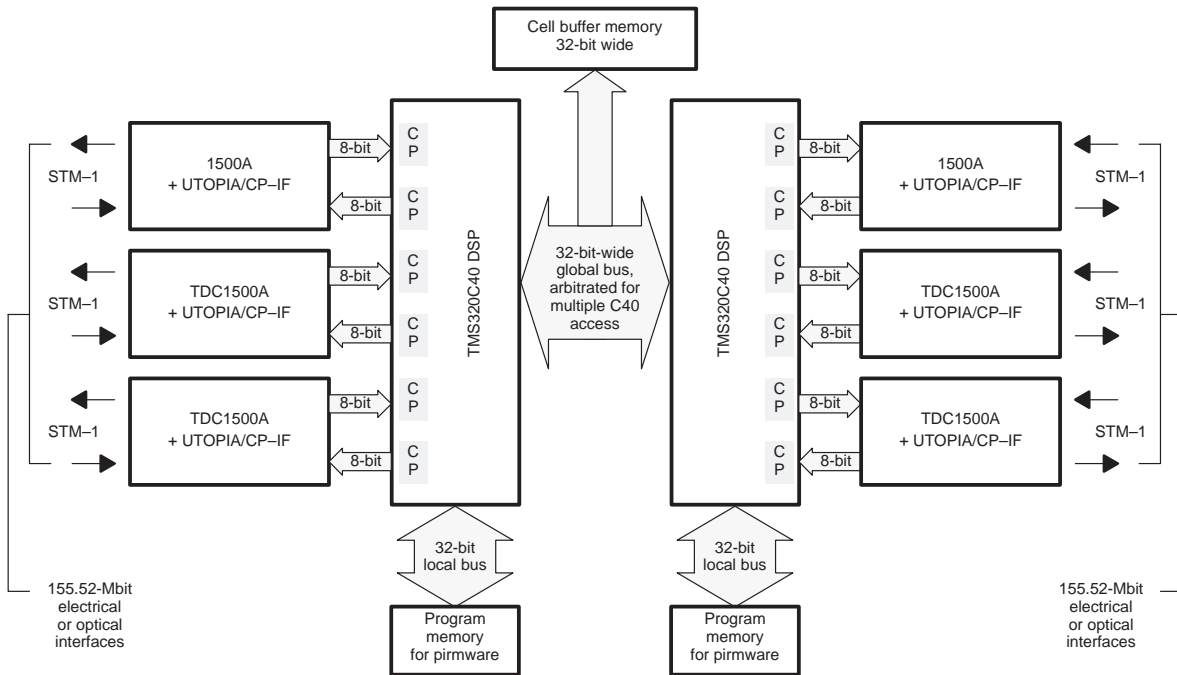 Cell buffer memory
32-bit wide
1500A
+ UTOPIA/CP–IF
STM–1
8-bit
8-bit
C
P
C
P
TDC1500A
+ UTOPIA/CP–IF
STM–1
8-bit
8-bit
C
P
C
P
TDC1500A
+ UTOPIA/CP–IF
STM–1
8-bit
8-bit
C
P
C
P
TMS320C40 DSP
32-bit-wide
global bus,
arbitrated for
multiple C40
access
TMS320C40 DSP
C
P
C
P
8-bit
8-bit
1500A
+ UTOPIA/CP–IF
STM–1
C
P
C
P
8-bit
8-bit
TDC1500A
+ UTOPIA/CP–IF
STM–1
C
P
C
P
8-bit
8-bit
TDC1500A
+ UTOPIA/CP–IF
STM–1
32-bit
local bus
32-bit
local bus
155.52-Mbit
electrical
or optical
interfaces
Program
memory
for pirmware
Program
memory
for pirmware
155.52-Mbit
electrical
or optical
interfaces